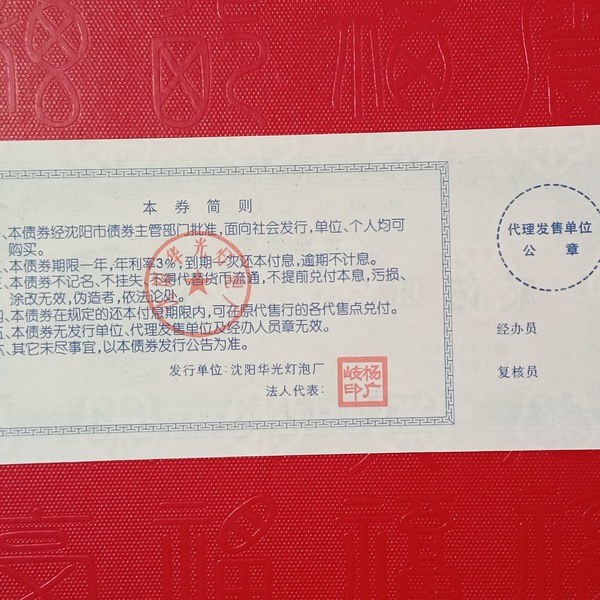 本券简则
、本债券经沈阳市债券主管部门批准，面向社会发行，单位、个人均可
购买。
、本债券期限一年，年利率3%，到期一次还本付息，逾期不计息。
三、本债券不记名、不挂失、不得代替货币流通，不提前兑付本息，污损、
涂改无效，伪造者，依法论处。
四、本债券在规定的还本付息期限内，可在原代售行的各代售点兑付。
五、本债券无发行单位、代理发售单位及经办人员章无效。
六、其它未尽事宜，以本债券发行公告为准。
发行单位：沈阳华光灯泡厂
法人代表：
杨广岐印
代理发售单位
公 章
经办员
复核员